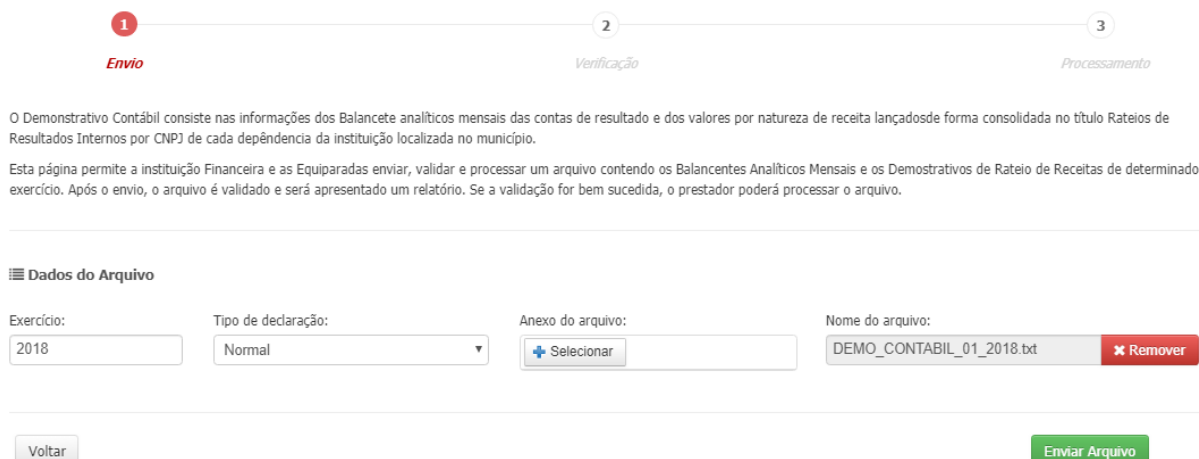 1 2 3
Envio Verificação Processamento
O Demonstrativo Contábil consiste nas informações dos Balancete analíticos mensais das contas de resultado e dos valores por natureza de receita lançadosde forma consolidada no título Rateios de
Resultados Internos por CNPJ de cada depêndencia da instituição localizada no município.
Esta página permite a instituição Financeira e as Equiparadas enviar, validar e processar um arquivo contendo os Balancentes Analíticos Mensais e os Demostrativos de Rateio de Receitas de determinado
exercício. Após o envio, o arquivo é validado e será apresentado um relatório. Se a validação for bem sucedida, o prestador poderá processar o arquivo.
Dados do Arquivo
Exercício: Tipo de declaração: Anexo do arquivo: Nome do arquivo:
2018 Normal Selecionar DEMO_CONTABIL_01_2018.txt Remover
Voltar Enviar Arquivo